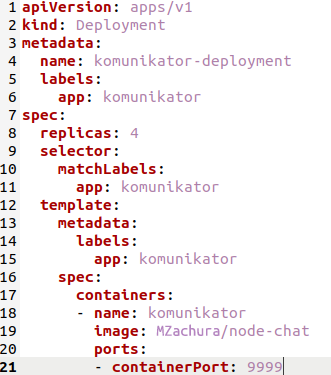 1 apiVersion: apps/v1
2 kind: Deployment
3 metadata:
4   name: komunikator-deployment
5   labels:
6     app: komunikator
7 spec:
8   replicas: 4
9   selector:
10     matchLabels:
11       app: komunikator
12   template:
13     metadata:
14       labels:
15         app: komunikator
16     spec:
17       containers:
18       - name: komunikator
19         image: MZachura/node-chat
20         ports:
21         - containerPort: 9999